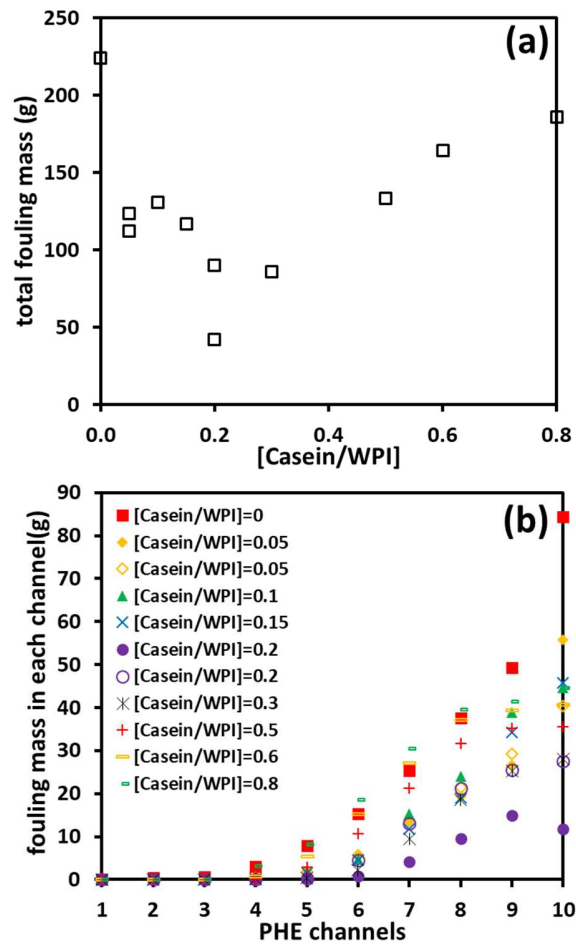 (a)
250
200
150
100
50
0
total fouling mass (g)
0.0 0.2 0.4 0.6 0.8
[Casein/WPI]
(b)
90
80
70
60
50
40
30
20
10
0
fouling mass in each channel(g)
[Casein/WPI]=0
[Casein/WPI]=0.05
[Casein/WPI]=0.05
[Casein/WPI]=0.1
[Casein/WPI]=0.15
[Casein/WPI]=0.2
[Casein/WPI]=0.2
[Casein/WPI]=0.3
[Casein/WPI]=0.5
[Casein/WPI]=0.6
[Casein/WPI]=0.8
1 2 3 4 5 6 7 8 9 10
PHE channels